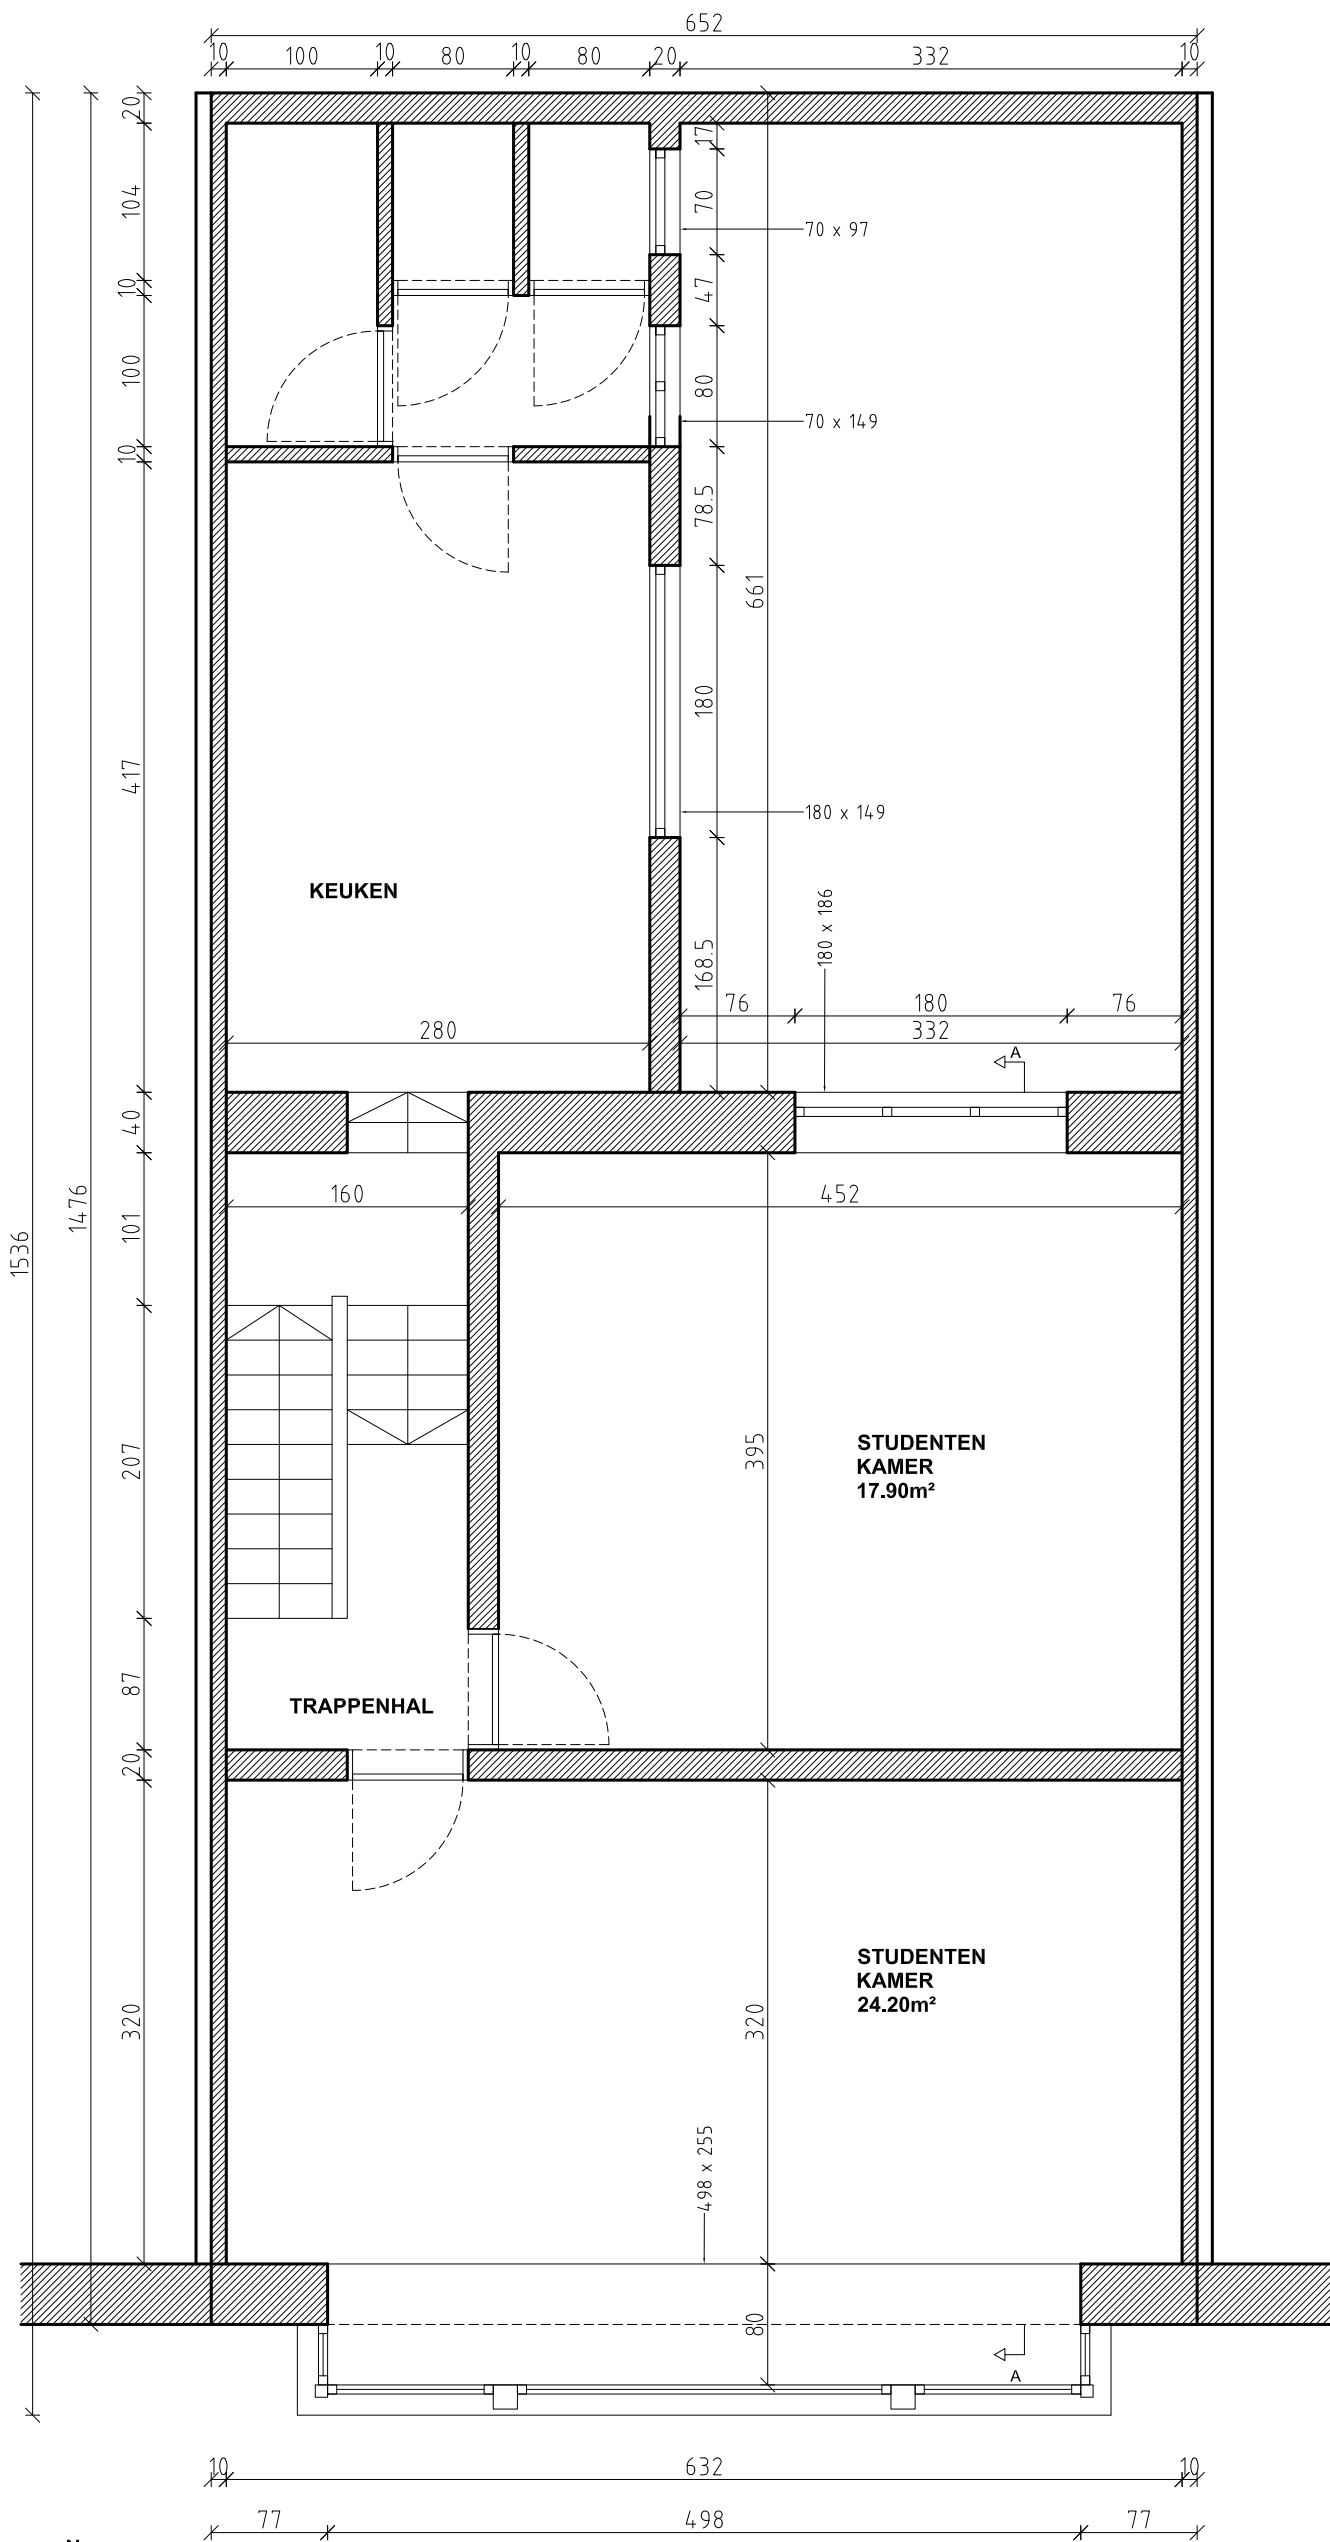 652
10 100 10 80 10 80 20 332 10
20
17
104
70
70 x 97
10
47
100
80
70 x 149
10
78.5
661
180
417
180 x 149
KEUKEN
180 x 186
168.5
76 180 76
280 332
A
40
1476
1536
160 452
101
207
395
STUDENTEN
KAMER
17.90m²
87
TRAPPENHAL
20
STUDENTEN
KAMER
24.20m²
320
320
498 x 255
80
A
10 632 10
77 498 77
N